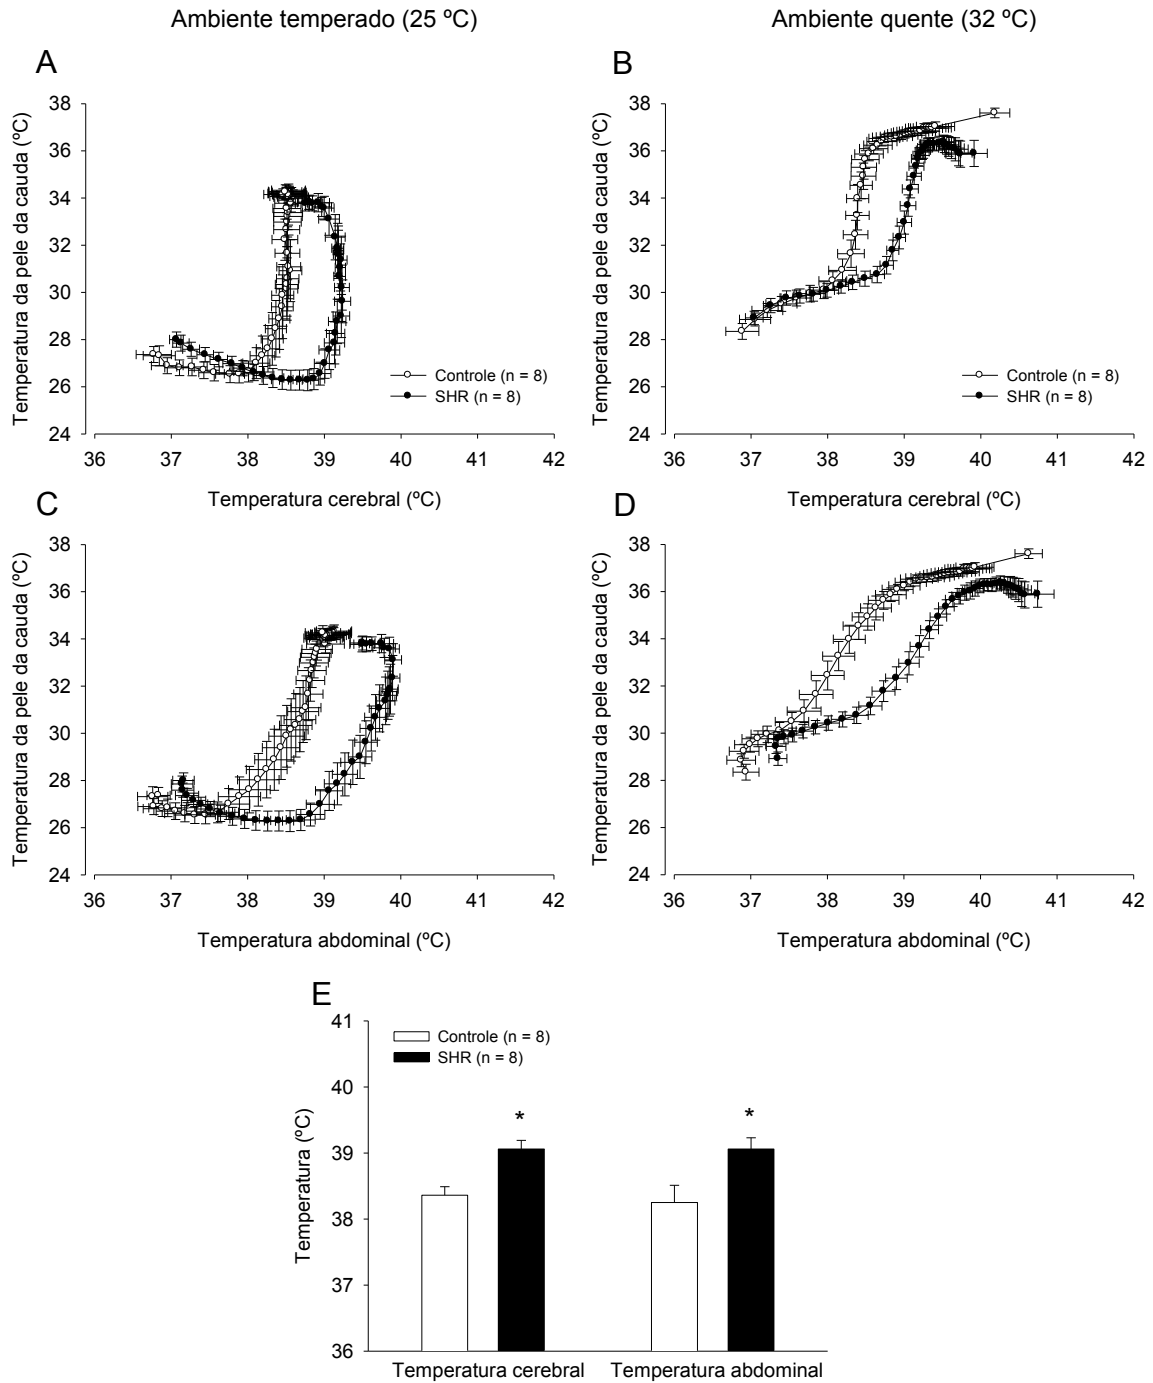 Ambiente temperado (25 ºC)
Ambiente quente (32 ºC)
A
Temperatura da pele da cauda (ºC)
38
36
34
32
30
28
26
24
Controle (n = 8)
SHR (n = 8)
36 37 38 39 40 41 42
Temperatura cerebral (ºC)
B
Temperatura da pele da cauda (ºC)
38
36
34
32
30
28
26
24
Controle (n = 8)
SHR (n = 8)
36 37 38 39 40 41 42
Temperatura cerebral (ºC)
C
Temperatura da pele da cauda (ºC)
38
36
34
32
30
28
26
24
36 37 38 39 40 41 42
Temperatura abdominal (ºC)
D
Temperatura da pele da cauda (ºC)
38
36
34
32
30
28
26
24
36 37 38 39 40 41 42
Temperatura abdominal (ºC)
E
Temperatura (ºC)
41
40
39
38
37
36
Controle (n = 8)
SHR (n = 8)
* *
Temperatura cerebral Temperatura abdominal